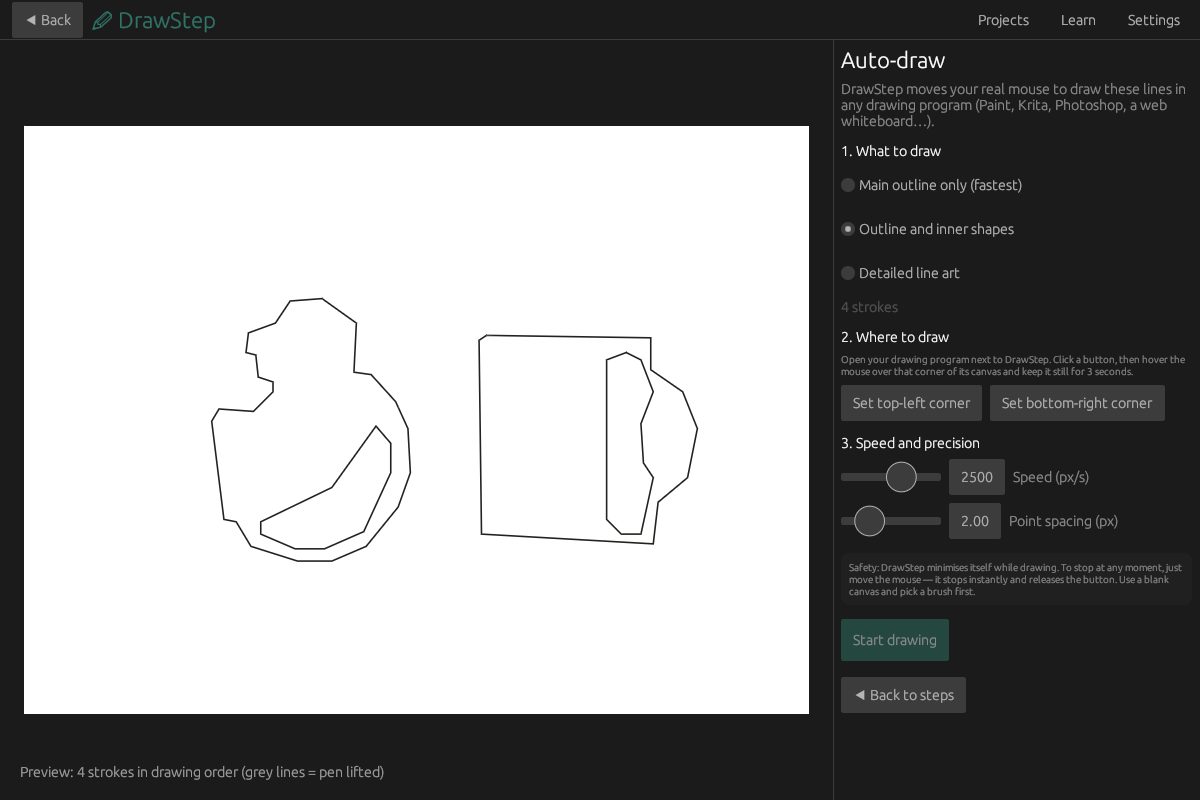 ◀ Back
DrawStep
Projects
Learn
Settings
Auto-draw
DrawStep moves your real mouse to draw these lines in
any drawing program (Paint, Krita, Photoshop, a web
whiteboard…).
1. What to draw
Main outline only (fastest)
Outline and inner shapes
Detailed line art
4 strokes
2. Where to draw
Open your drawing program next to DrawStep. Click a button, then hover the
mouse over that corner of its canvas and keep it still for 3 seconds.
Set top-left corner
Set bottom-right corner
3. Speed and precision
2500 Speed (px/s)
2.00 Point spacing (px)
Safety: DrawStep minimises itself while drawing. To stop at any moment, just
move the mouse — it stops instantly and releases the button. Use a blank
canvas and pick a brush first.
Start drawing
◀ Back to steps
Preview: 4 strokes in drawing order (grey lines = pen lifted)